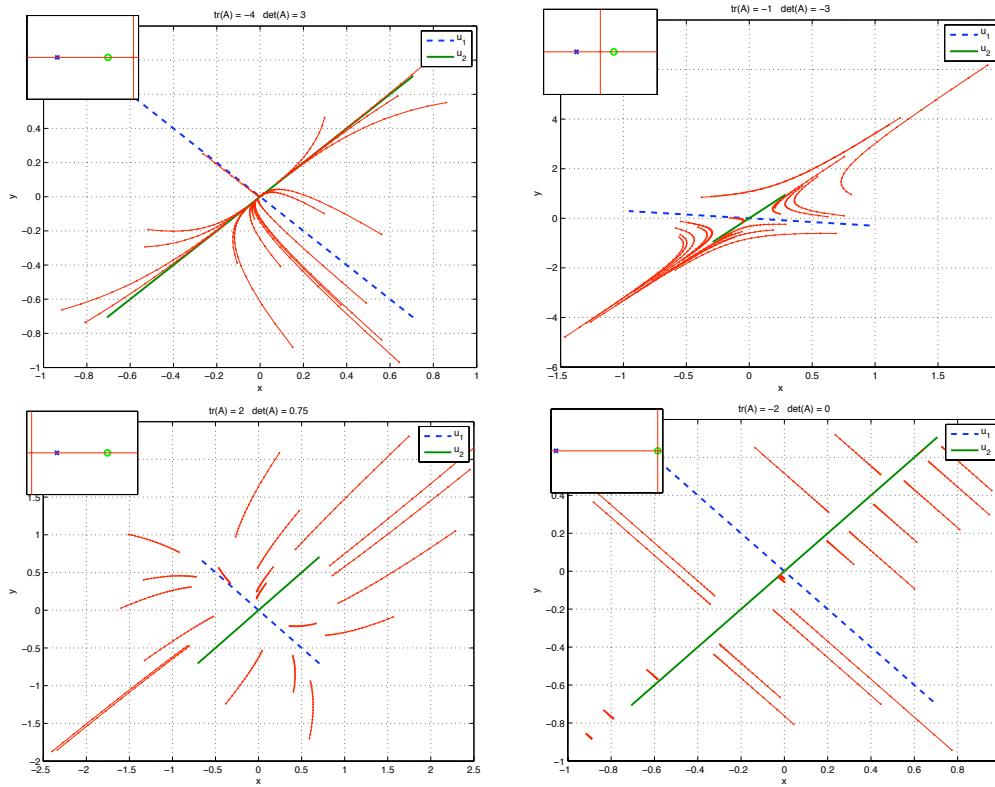 tr(A) = −4 det(A) = 3
u₁
u₂
0.4
0.2
0
−0.2
−0.4
−0.6
−0.8
−1
y
−1 −0.8 −0.6 −0.4 −0.2 0 0.2 0.4 0.6 0.8 1
x
tr(A) = −1 det(A) = −3
u₁
u₂
4
2
0
−2
−4
−6
y
−1.5 −1 −0.5 0 0.5 1 1.5
x
tr(A) = 2 det(A) = 0.75
u₁
u₂
1.5
1
0.5
0
−0.5
−1
−1.5
−2
y
−2.5 −2 −1.5 −1 −0.5 0 0.5 1 1.5 2 2.5
x
tr(A) = −2 det(A) = 0
u₁
u₂
0.4
0.2
0
−0.2
−0.4
−0.6
−0.8
−1
y
−1 −0.8 −0.6 −0.4 −0.2 0 0.2 0.4 0.6 0.8
x